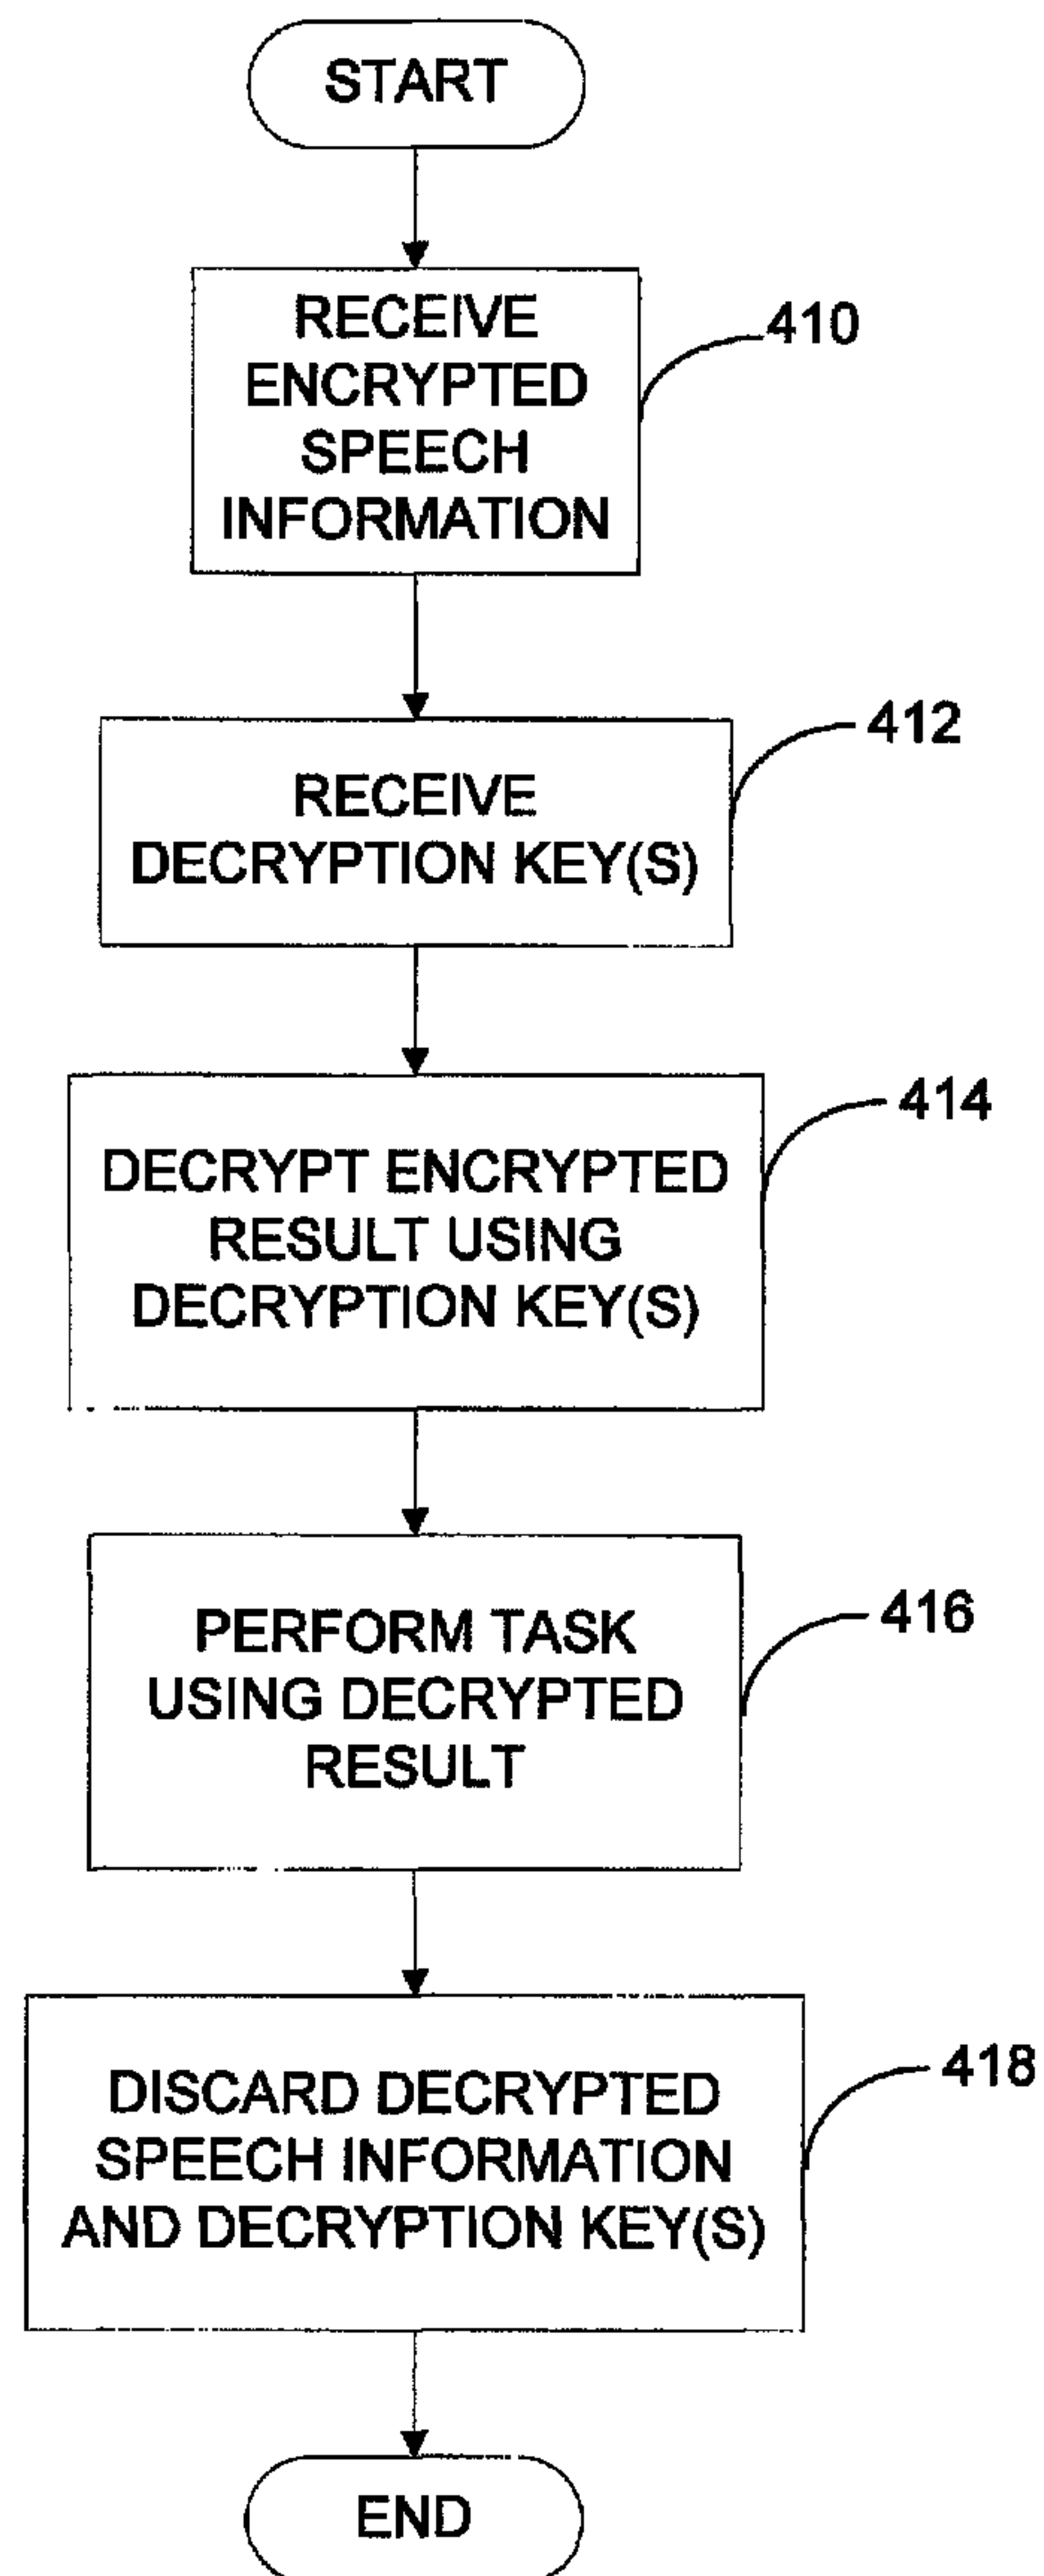 START
RECEIVE
ENCRYPTED
SPEECH
INFORMATION
410
RECEIVE
DECRYPTION KEY(S)
412
DECRYPT ENCRYPTED
RESULT USING
DECRYPTION KEY(S)
414
PERFORM TASK
USING DECRYPTED
RESULT
416
DISCARD DECRYPTED
SPEECH INFORMATION
AND DECRYPTION KEY(S)
418
END